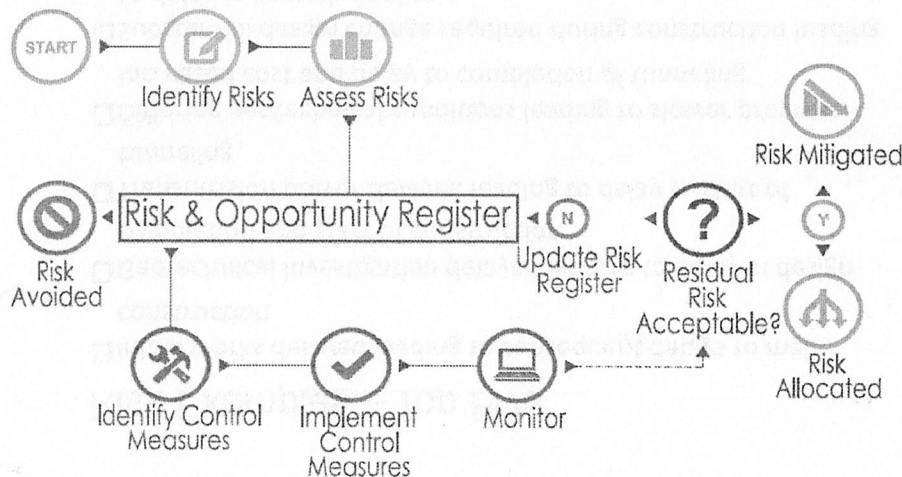 START
Identify Risks
Assess Risks
Risk Mitigated
Risk & Opportunity Register
N
Y
Risk
Avoided
Update Risk
Register
Residual
Risk
Acceptable?
Risk
Allocated
Identify Control
Measures
Implement
Control
Measures
Monitor